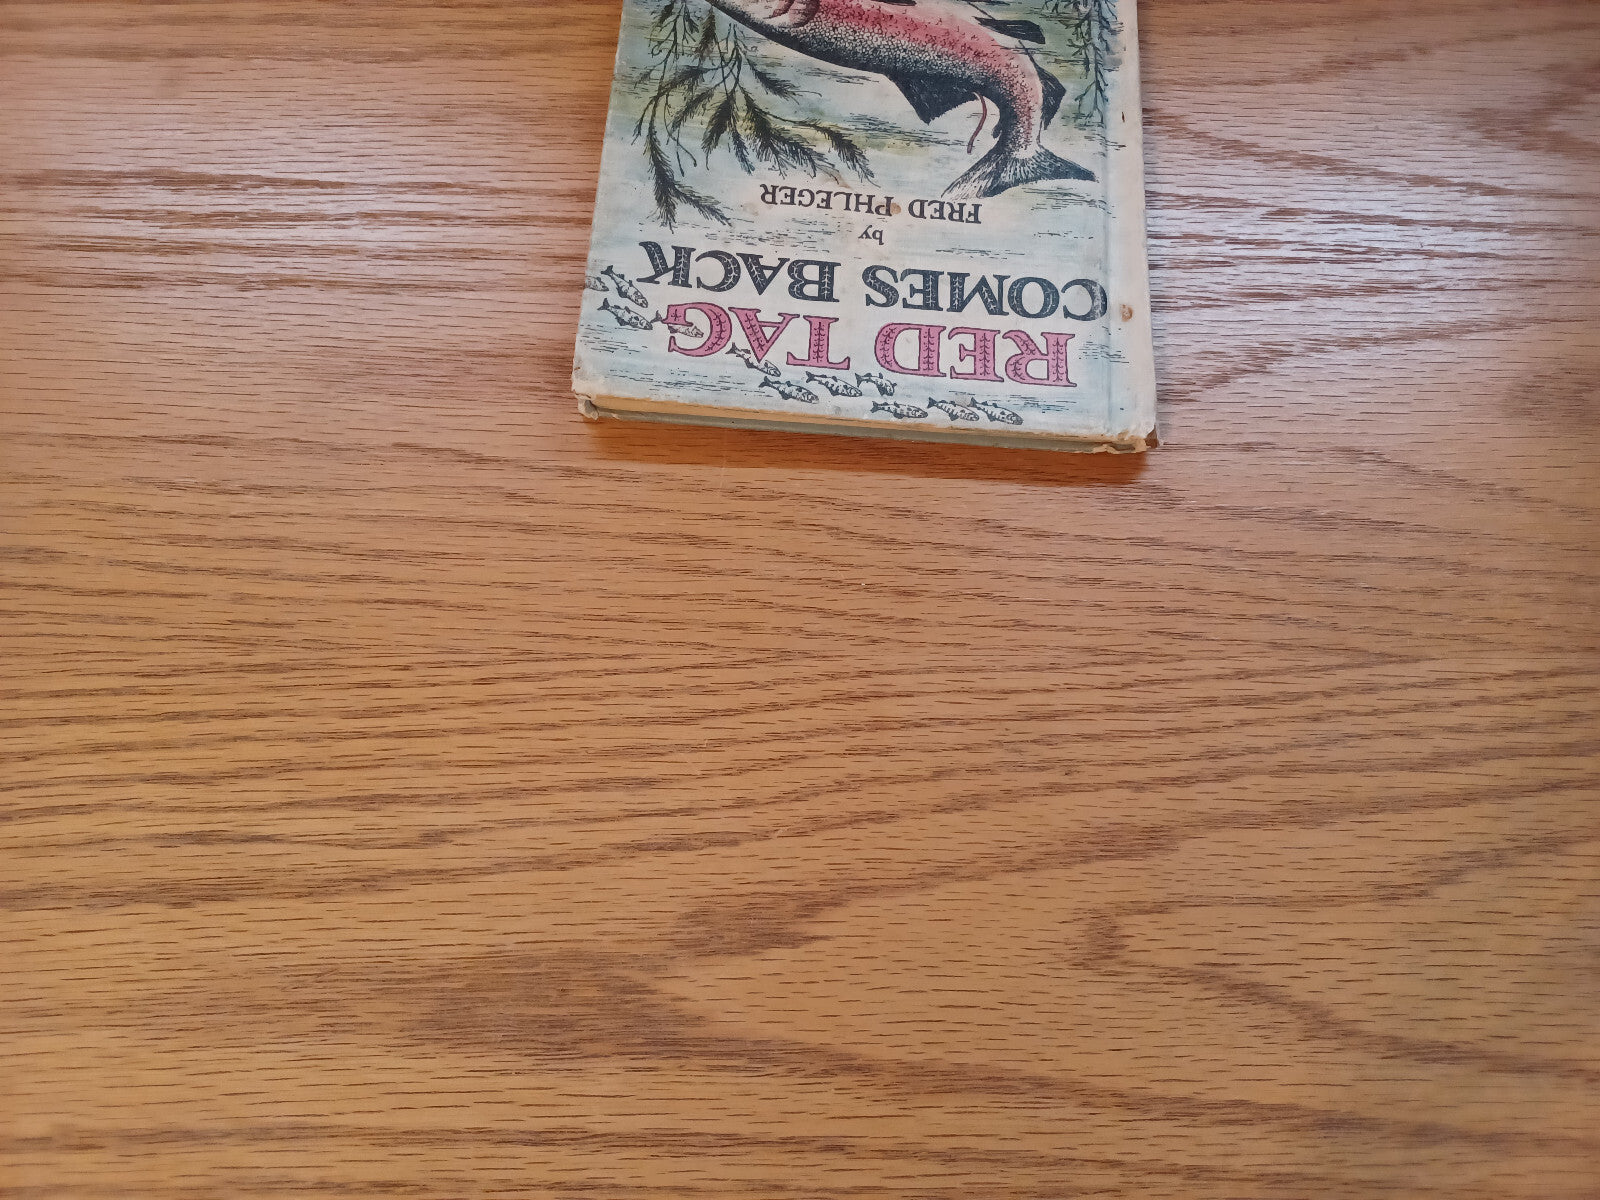 RED TAG
COMES BACK
by
FRED PHLEGER